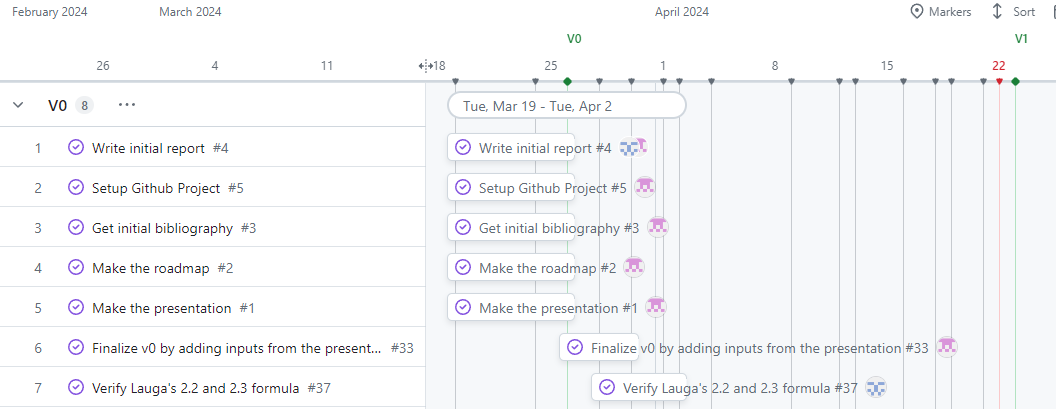 February 2024 March 2024 April 2024 Markers Sort
V0 V1
26 4 11 18 25 1 8 15 22
V0 8 ··· Tue, Mar 19 - Tue, Apr 2
1 Write initial report #4 Write initial report #4
2 Setup Github Project #5 Setup Github Project #5
3 Get initial bibliography #3 Get initial bibliography #3
4 Make the roadmap #2 Make the roadmap #2
5 Make the presentation #1 Make the presentation #1
6 Finalize v0 by adding inputs from the present... #33 Finalize v0 by adding inputs from the presentation #33
7 Verify Lauga's 2.2 and 2.3 formula #37 Verify Lauga's 2.2 and 2.3 formula #37